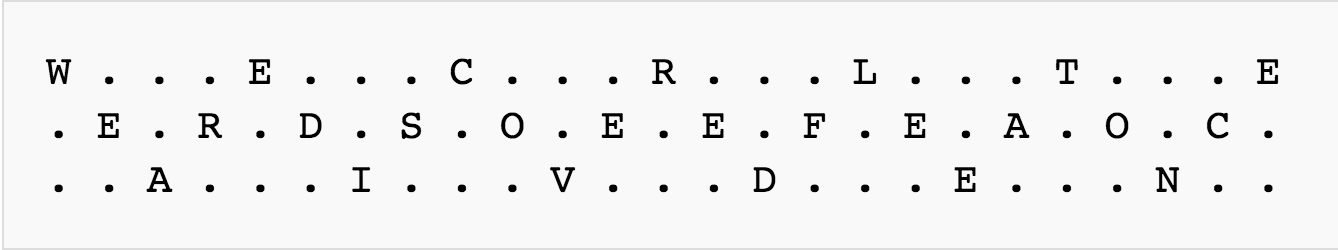 W . . . E . . . C . . . R . . . L . . . T . . . E
. E . R . D . S . O . E . E . F . E . A . O . C .
. . A . . . I . . . V . . . D . . . E . . . N . .